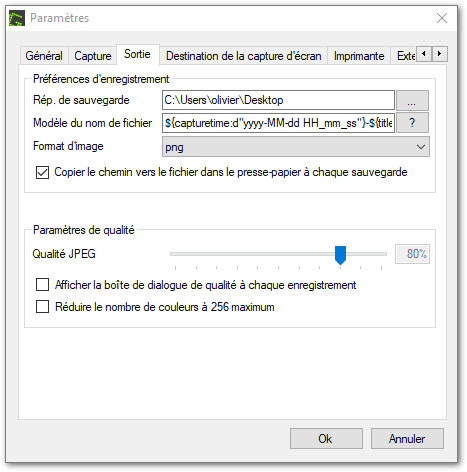 Paramètres
Général Capture Sortie Destination de la capture d'écran Imprimante Exte
Préférences d'enregistrement
Rép. de sauvegarde C:\Users\olivier\Desktop ...
Modèle du nom de fichier ${capturetime:d"yyyy-MM-dd HH_mm_ss"}-${title ?
Format d'image png
Copier le chemin vers le fichier dans le presse-papier à chaque sauvegarde
Paramètres de qualité
Qualité JPEG 80%
Afficher la boîte de dialogue de qualité à chaque enregistrement
Réduire le nombre de couleurs à 256 maximum
Ok Annuler